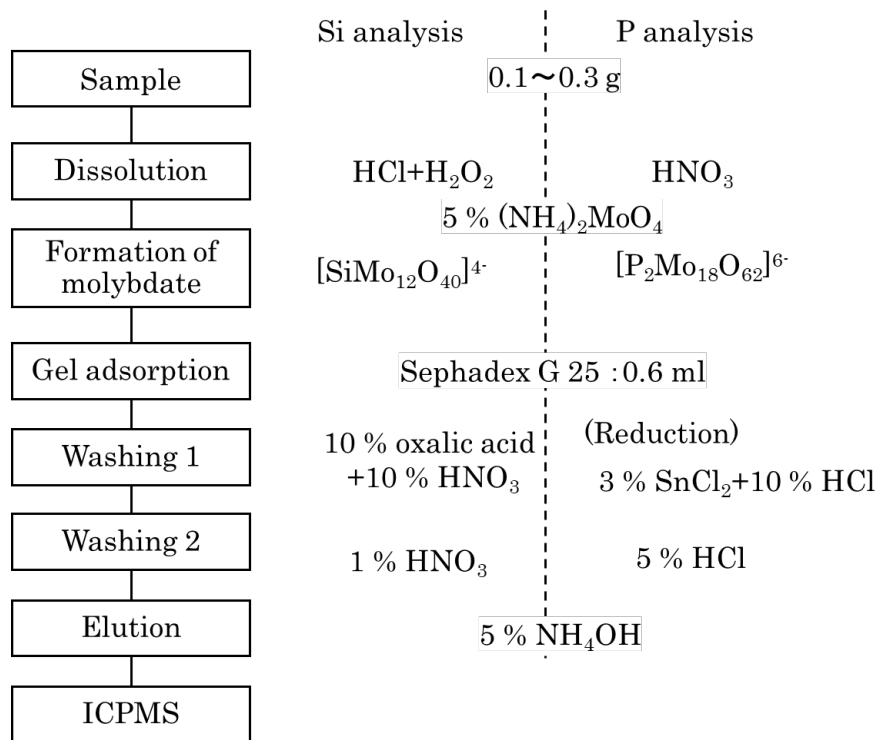 Si analysis
P analysis
Sample
0.1~0.3 g
Dissolution
HCl+H₂O₂
HNO₃
5 % (NH₄)₂MoO₄
Formation of
molybdate
[SiMo₁₂O₄₀]⁴⁻
[P₂Mo₁₈O₆₂]⁶⁻
Gel adsorption
Sephadex G 25 : 0.6 ml
Washing 1
10 % oxalic acid
+10 % HNO₃
(Reduction)
3 % SnCl₂+10 % HCl
Washing 2
1 % HNO₃
5 % HCl
Elution
5 % NH₄OH
ICPMS